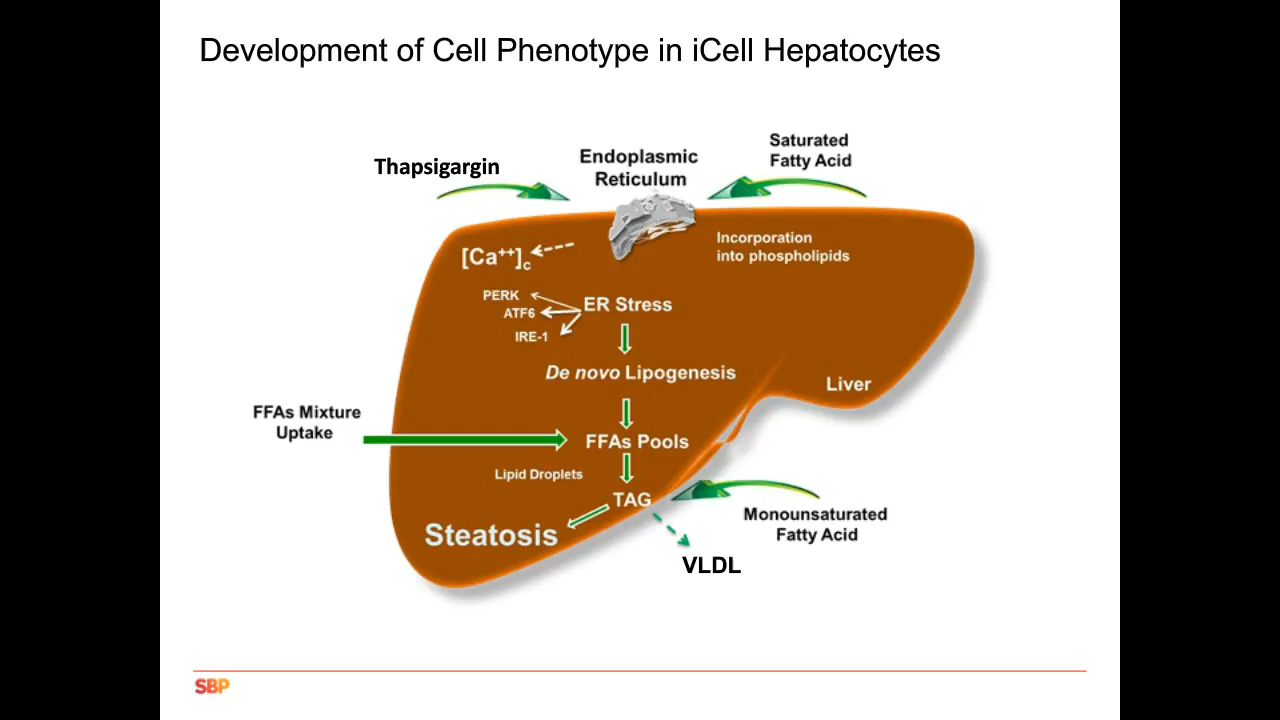 Development of Cell Phenotype in iCell Hepatocytes
Thapsigargin
Endoplasmic
Reticulum
Saturated
Fatty Acid
[Ca⁺⁺]c
Incorporation
into phospholipids
PERK
ATF6
IRE-1
ER Stress
De novo Lipogenesis
Liver
FFAs Mixture
Uptake
FFAs Pools
Lipid Droplets
TAG
Steatosis
Monounsaturated
Fatty Acid
VLDL
SBP